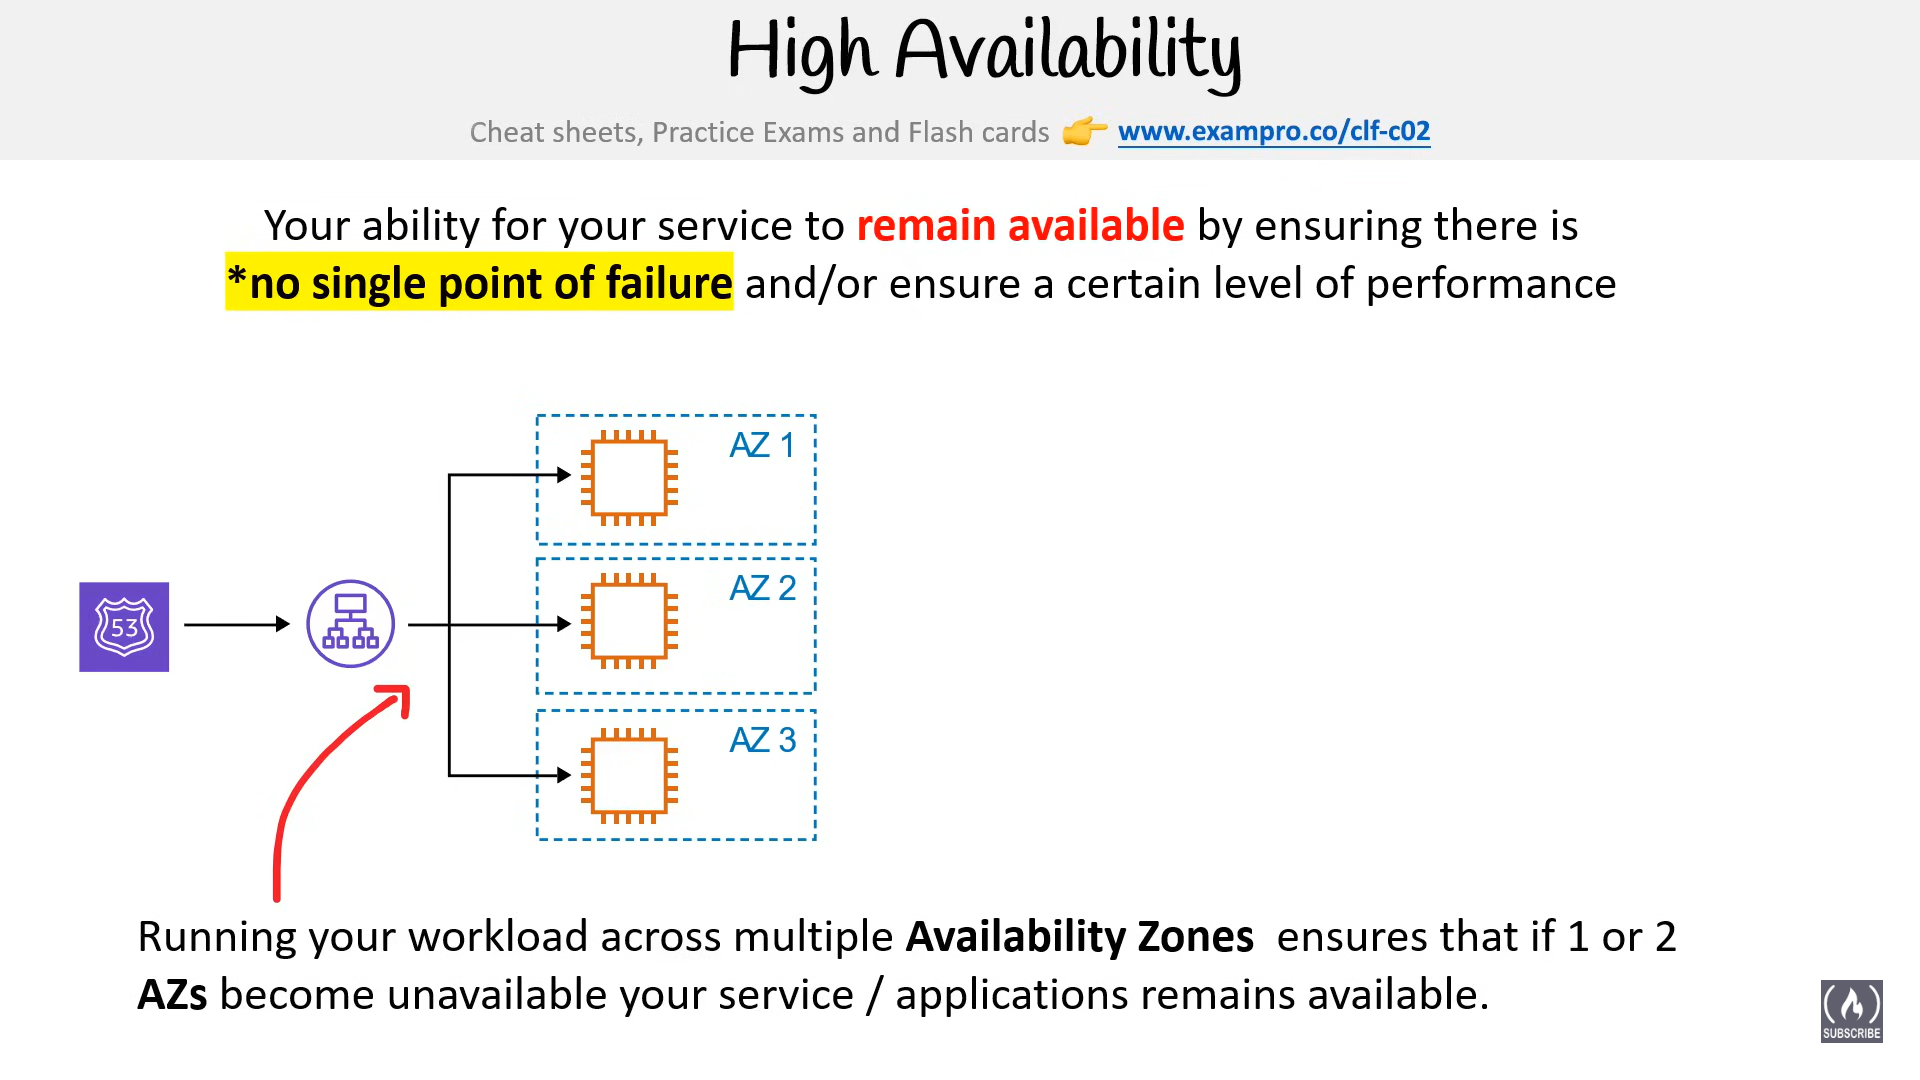 High Availability
Cheat sheets, Practice Exams and Flash cards 👉 www.exampro.co/clf-c02
Your ability for your service to remain available by ensuring there is
*no single point of failure and/or ensure a certain level of performance
AZ 1
AZ 2
53
AZ 3
Running your workload across multiple Availability Zones ensures that if 1 or 2
AZs become unavailable your service / applications remains available.
SUBSCRIBE